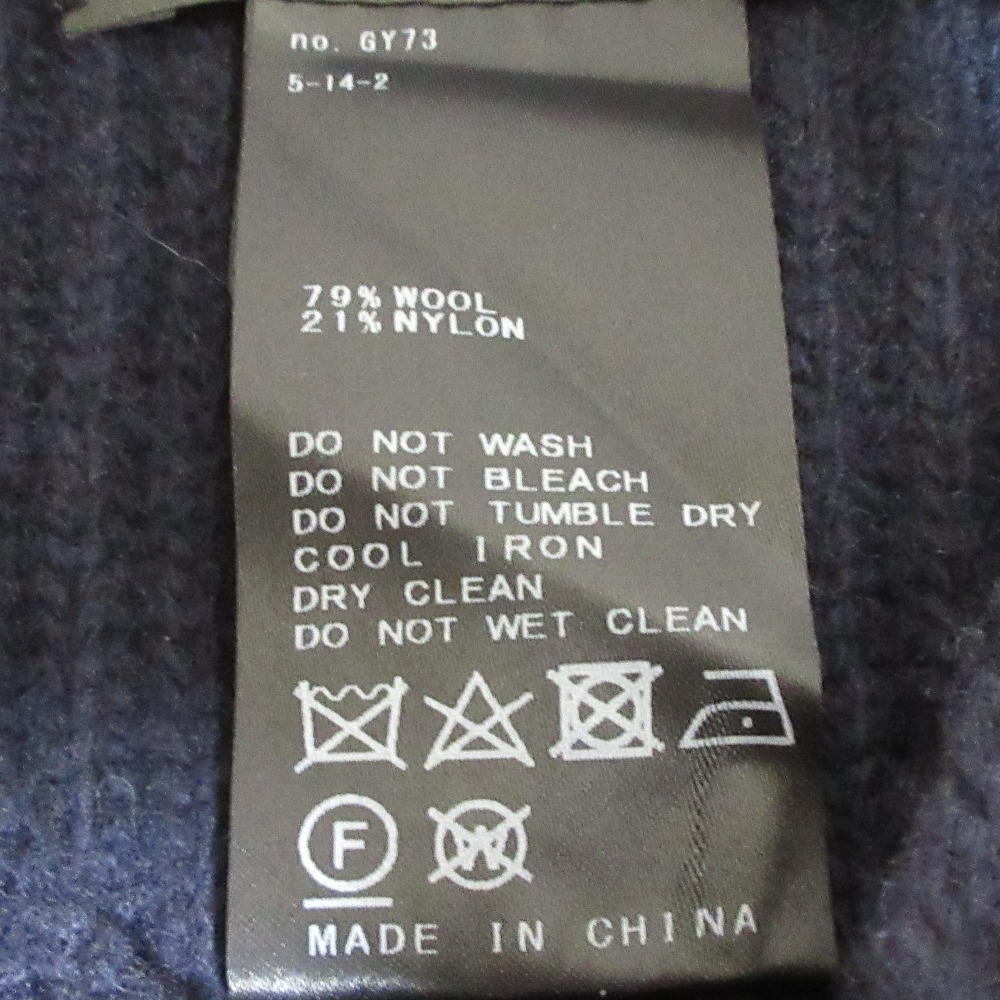 no. GY73
5-14-2
79% WOOL
21% NYLON
DO NOT WASH
DO NOT BLEACH
DO NOT TUMBLE DRY
COOL IRON
DRY CLEAN
DO NOT WET CLEAN
F W
MADE IN CHINA